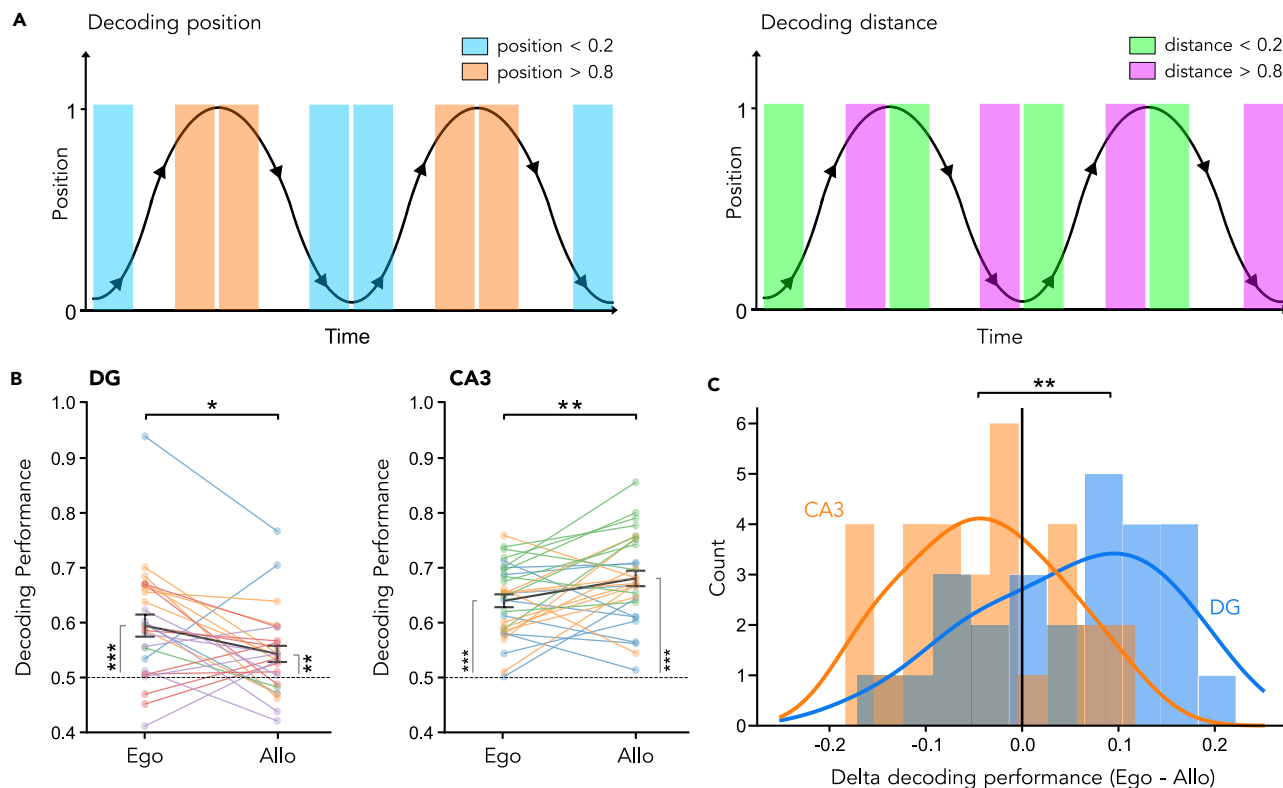 A
Decoding position
position < 0.2
position > 0.8
1
0
Position
Time
Decoding distance
distance < 0.2
distance > 0.8
1
0
Position
Time
B
DG
1.0
0.9
0.8
0.7
0.6
0.5
0.4
Decoding Performance
*
***
**
Ego
Allo
CA3
1.0
0.9
0.8
0.7
0.6
0.5
0.4
Decoding Performance
**
***
***
Ego
Allo
C
**
6
5
4
3
2
1
0
Count
CA3
DG
-0.2
-0.1
0.0
0.1
0.2
Delta decoding performance (Ego - Allo)